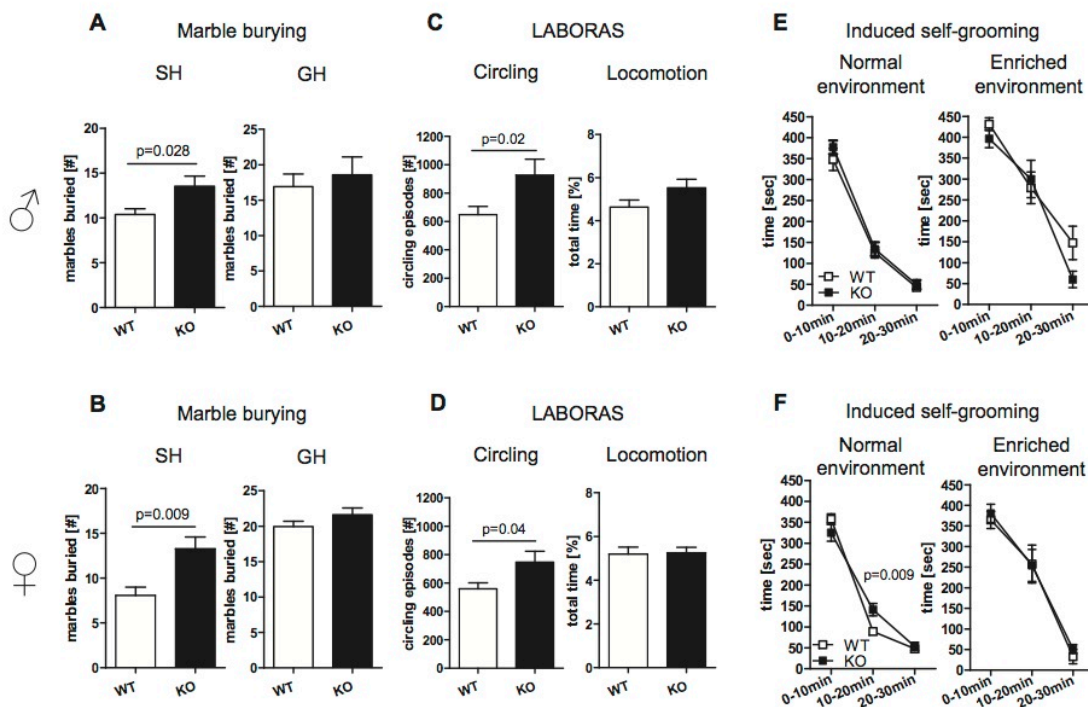 A
Marble burying
SH
GH
marbles buried [#]
20
15
10
5
0
p=0.028
WT
KO
marbles buried [#]
25
20
15
10
5
0
WT
KO
C
LABORAS
Circling
Locomotion
circling episodes [#]
1200
1000
800
600
400
200
0
p=0.02
WT
KO
total time [%]
8
6
4
2
0
WT
KO
E
Induced self-grooming
Normal
environment
Enriched
environment
time [sec]
450
400
350
300
250
200
150
100
50
0
WT
KO
0-10min
10-20min
20-30min
time [sec]
450
400
350
300
250
200
150
100
50
0
0-10min
10-20min
20-30min
B
Marble burying
SH
GH
marbles buried [#]
20
15
10
5
0
p=0.009
WT
KO
marbles buried [#]
25
20
15
10
5
0
WT
KO
D
LABORAS
Circling
Locomotion
circling episodes [#]
1200
1000
800
600
400
200
0
p=0.04
WT
KO
total time [%]
8
6
4
2
0
WT
KO
F
Induced self-grooming
Normal
environment
Enriched
environment
time [sec]
450
400
350
300
250
200
150
100
50
0
p=0.009
WT
KO
0-10min
10-20min
20-30min
time [sec]
450
400
350
300
250
200
150
100
50
0
0-10min
10-20min
20-30min